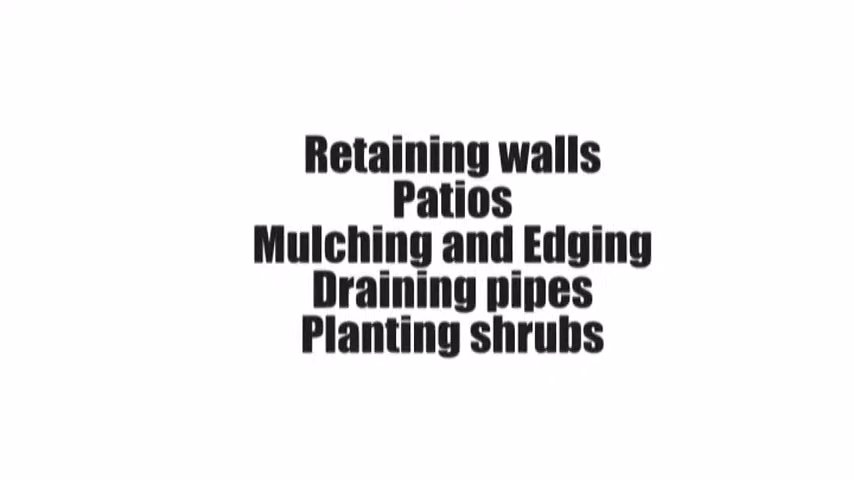 Retaining walls
Patios
Mulching and Edging
Draining pipes
Planting shrubs